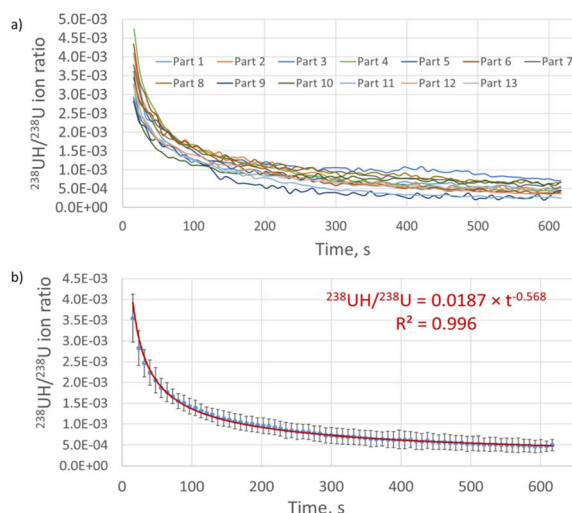 a)
5.0E-03
4.5E-03
4.0E-03
3.5E-03
3.0E-03
2.5E-03
2.0E-03
1.5E-03
1.0E-03
5.0E-04
0.0E+00
²³⁸UH/²³⁸U ion ratio
Part 1 Part 2 Part 3 Part 4 Part 5 Part 6 Part 7
Part 8 Part 9 Part 10 Part 11 Part 12 Part 13
0 100 200 300 400 500 600
Time, s
b)
4.5E-03
4.0E-03
3.5E-03
3.0E-03
2.5E-03
2.0E-03
1.5E-03
1.0E-03
5.0E-04
0.0E+00
²³⁸UH/²³⁸U ion ratio
²³⁸UH/²³⁸U = 0.0187 × t⁻⁰·⁵⁶⁸
R² = 0.996
0 100 200 300 400 500 600
Time, s